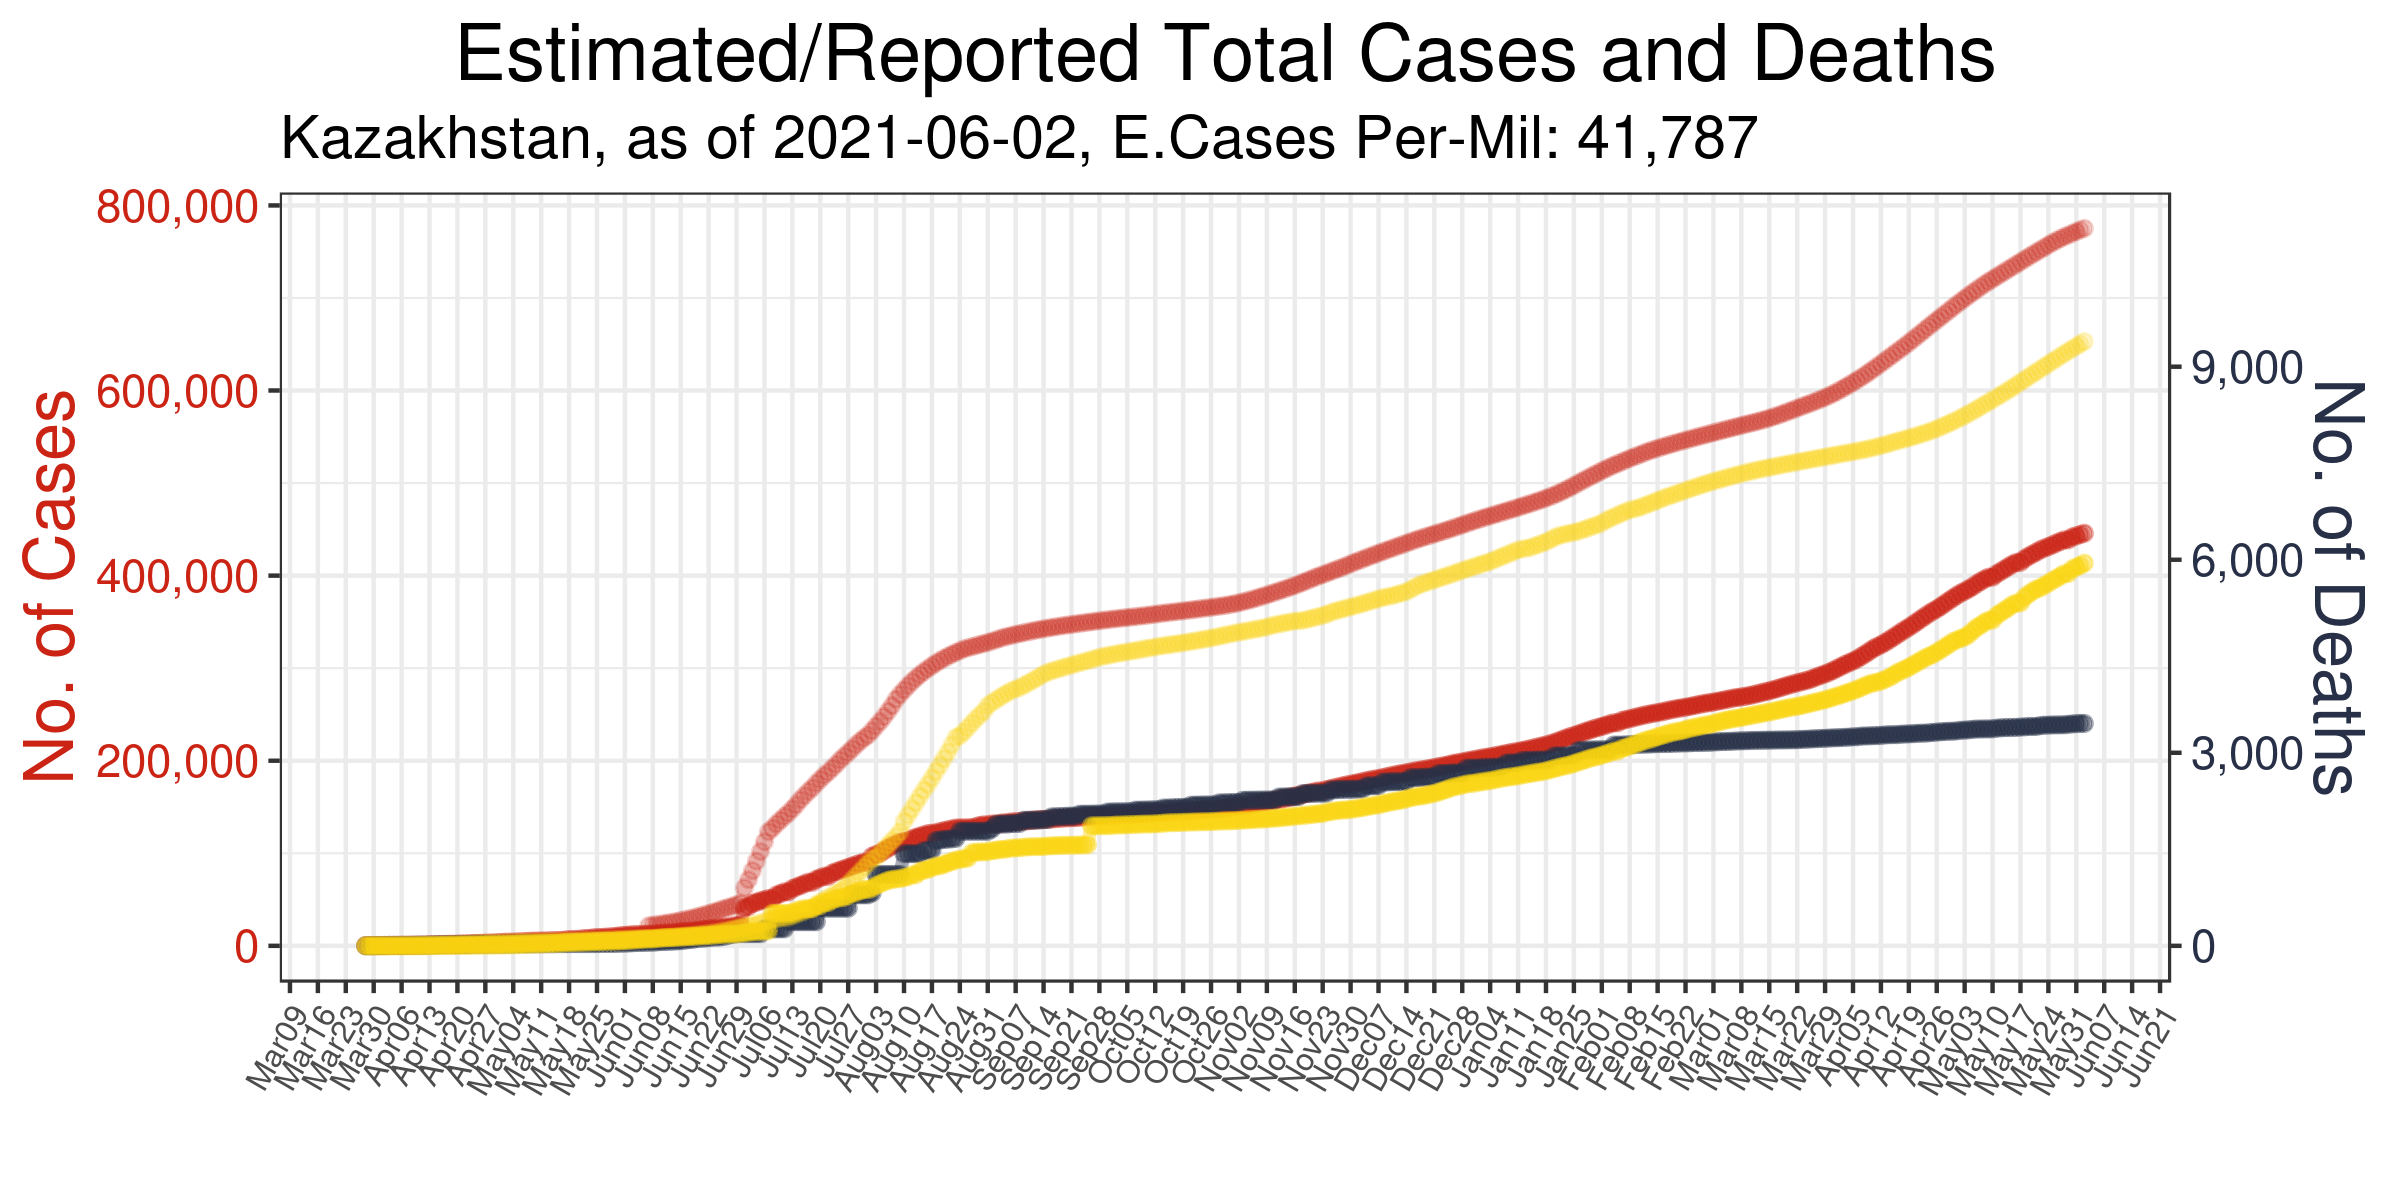 Estimated/Reported Total Cases and Deaths
Kazakhstan, as of 2021-06-02, E.Cases Per-Mil: 41,787
No. of Cases
800,000
600,000
400,000
200,000
0
9,000
6,000
3,000
0
No. of Deaths
Mar09
Mar16
Mar23
Mar30
Apr06
Apr13
Apr20
Apr27
May04
May11
May18
May25
Jun01
Jun08
Jun15
Jun22
Jun29
Jul06
Jul13
Jul20
Jul27
Aug03
Aug10
Aug17
Aug24
Aug31
Sep07
Sep14
Sep21
Sep28
Oct05
Oct12
Oct19
Oct26
Nov02
Nov09
Nov16
Nov23
Nov30
Dec07
Dec14
Dec21
Dec28
Jan04
Jan11
Jan18
Jan25
Feb01
Feb08
Feb15
Feb22
Mar01
Mar08
Mar15
Mar22
Mar29
Apr05
Apr12
Apr19
Apr26
May03
May10
May17
May24
May31
Jun07
Jun14
Jun21